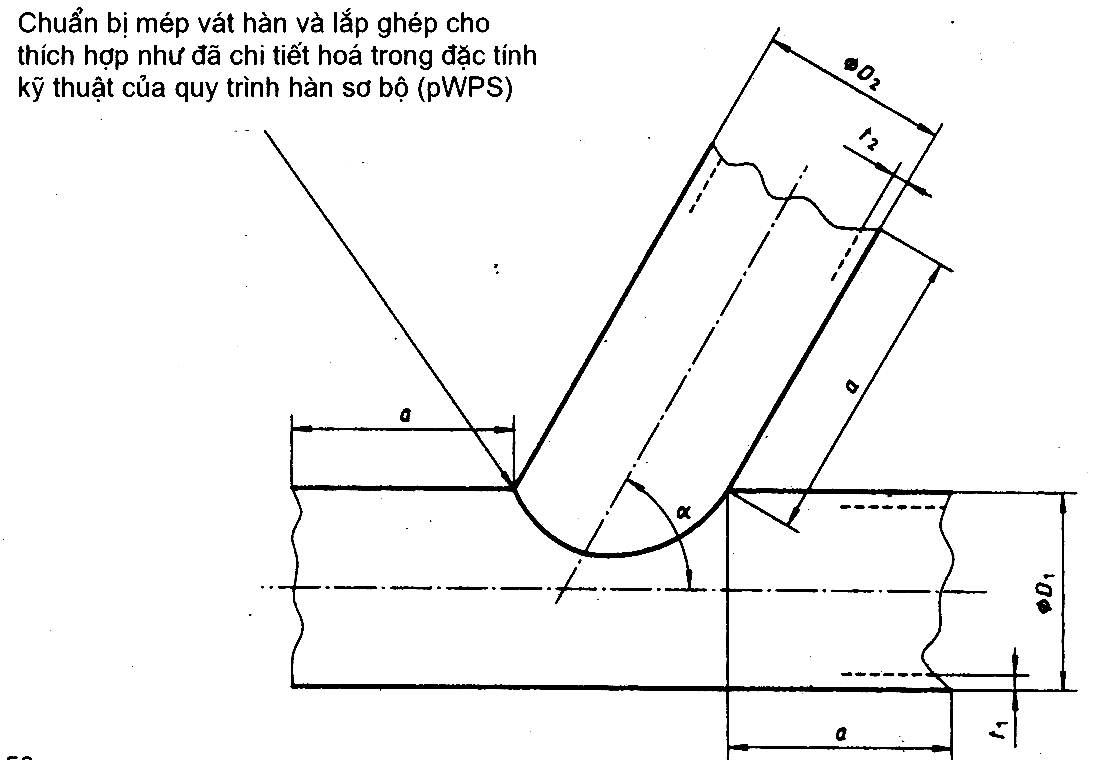 Chuẩn bị mép vát hàn và lắp ghép cho
thích hợp như đã chi tiết hoá trong đặc tính
kỹ thuật của quy trình hàn sơ bộ (pWPS)
øD₂
t₂
a
a
α
øD₁
t₁
a